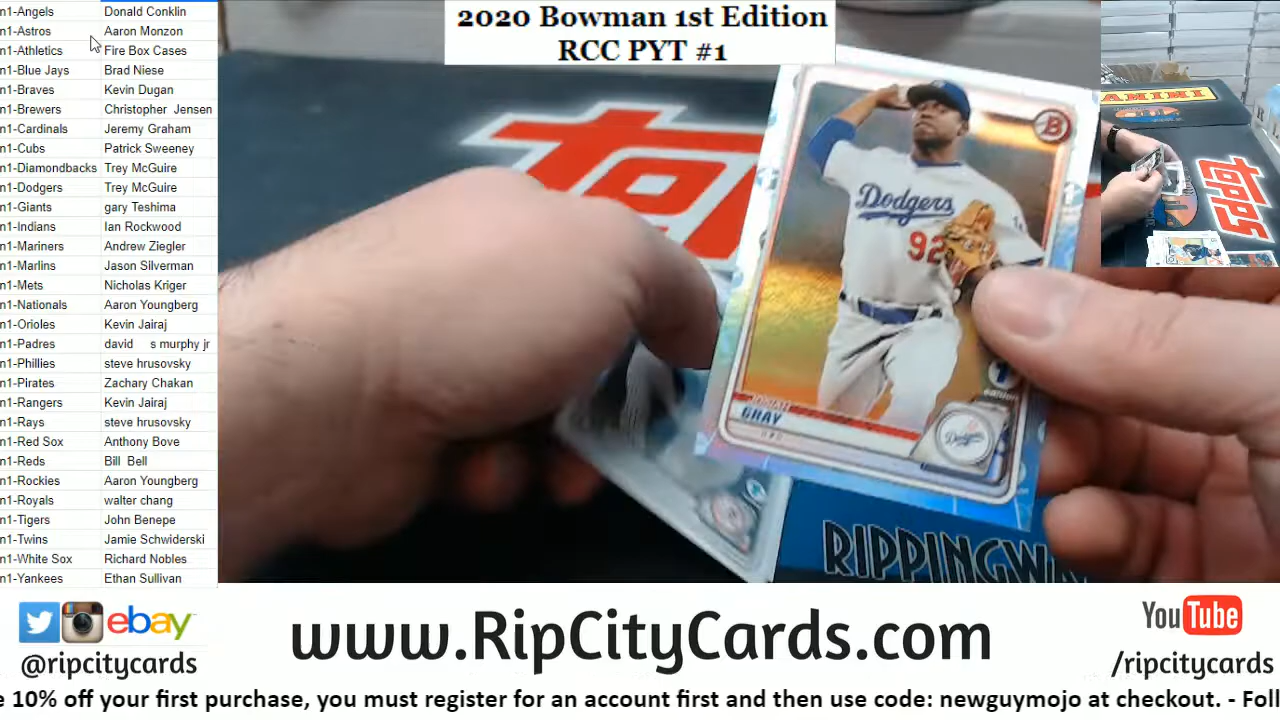 2020 Bowman 1st Edition
RCC PYT #1
n1-Angels Donald Conklin
n1-Astros Aaron Monzon
n1-Athletics Fire Box Cases
n1-Blue Jays Brad Niese
n1-Braves Kevin Dugan
n1-Brewers Christopher Jensen
n1-Cardinals Jeremy Graham
n1-Cubs Patrick Sweeney
n1-Diamondbacks Trey McGuire
n1-Dodgers Trey McGuire
n1-Giants gary Teshima
n1-Indians Ian Rockwood
n1-Mariners Andrew Ziegler
n1-Marlins Jason Silverman
n1-Mets Nicholas Kriger
n1-Nationals Aaron Youngberg
n1-Orioles Kevin Jairaj
n1-Padres david s murphy jr
n1-Phillies steve hrusovsky
n1-Pirates Zachary Chakan
n1-Rangers Kevin Jairaj
n1-Rays steve hrusovsky
n1-Red Sox Anthony Bove
n1-Reds Bill Bell
n1-Rockies Aaron Youngberg
n1-Royals walter chang
n1-Tigers John Benepe
n1-Twins Jamie Schwiderski
n1-White Sox Richard Nobles
n1-Yankees Ethan Sullivan
topps
B
Dodgers
92
GRAY
Dodgers
RIPPINGW
PANINI
topps
ebay
@ripcitycards
www.RipCityCards.com
YouTube
/ripcitycards
e 10% off your first purchase, you must register for an account first and then use code: newguymojo at checkout. - Foll